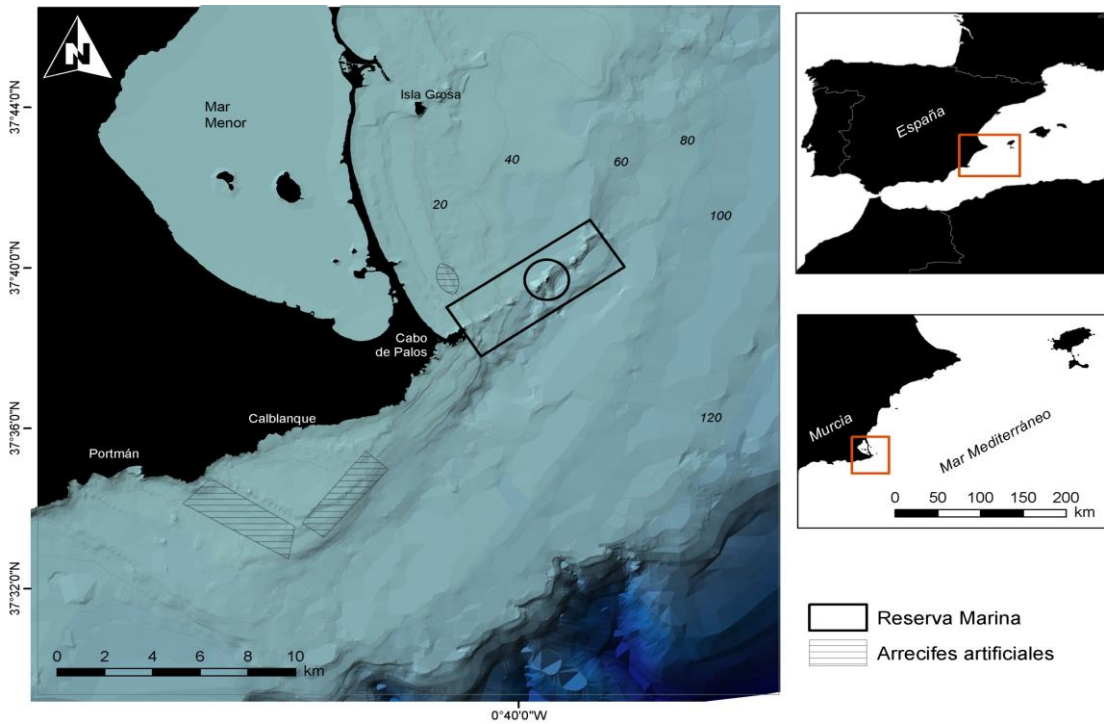 N
Isla Grosa
Mar
Menor
40
80
60
20
100
Cabo
de Palos
Calblanque
120
Portmán
0 2 4 6 8 10
km
37°44'0"N
37°40'0"N
37°36'0"N
37°32'0"N
0°40'0"W
España
Murcia
Mar Mediterráneo
0 50 100 150 200
km
Reserva Marina
Arrecifes artificiales